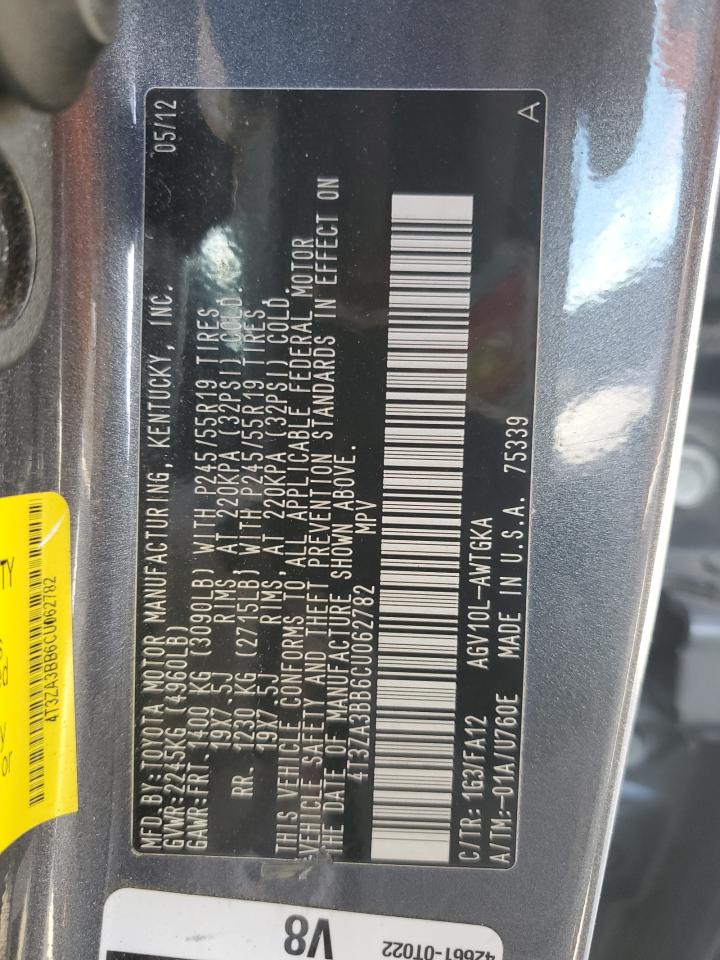 MFD.BY:TOYOTA MOTOR MANUFACTURING, KENTUCKY, INC. 05/12
GVWR:2245KG( 4960LB)
GAWR:FRT.1400 KG (3090LB) WITH P245/55R19 TIRES
19X7.5J RIMS, AT 220KPA (32PSI) COLD.
RR. 1230 KG (2715LB) WITH P245/55R19 TIRES,
19X7.5J RIMS, AT 220KPA (32PSI) COLD.
THIS VEHICLE CONFORMS TO ALL APPLICABLE FEDERAL MOTOR
VEHICLE SAFETY AND THEFT PREVENTION STANDARDS IN EFFECT ON
THE DATE OF MANUFACTURE SHOWN ABOVE.
4T3ZA3BB6CU062782 MPV
C/TR: 1G3/FA12 AGV10L-AWTGKA
A/TM:-01A/U760E MADE IN U.S.A. 75339 A
TY
4T3ZA3BB6CU062782
or
V8
42661-0T022